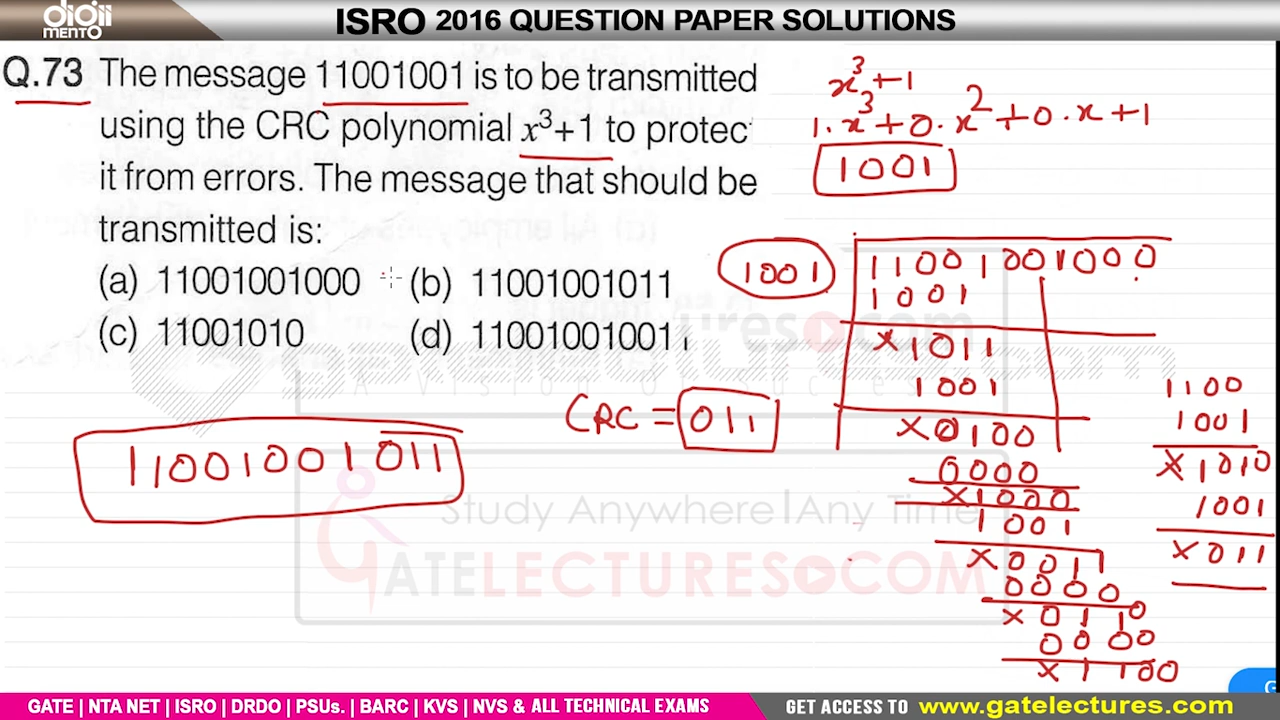 digii
MENTO
ISRO 2016 QUESTION PAPER SOLUTIONS
Q.73 The message 11001001 is to be transmitted
using the CRC polynomial x³+1 to protec
it from errors. The message that should be
transmitted is:
(a) 11001001000 (b) 11001001011
(c) 11001010 (d) 11001001001
x³+1
1.x³+0.x²+0.x+1
1001
1001 11001001000
1001
x1011
1001
x0100
0000
x1000
1001
x0011
0000
x0110
0000
x1100
1100
1001
x1010
1001
x011
CRC = 011
11001001011
A Vision
Study Anywhere | Any Time
GATELECTURES.COM
GATE | NTA NET | ISRO | DRDO | PSUs. | BARC | KVS | NVS & ALL TECHNICAL EXAMS GET ACCESS TO www.gatelectures.com